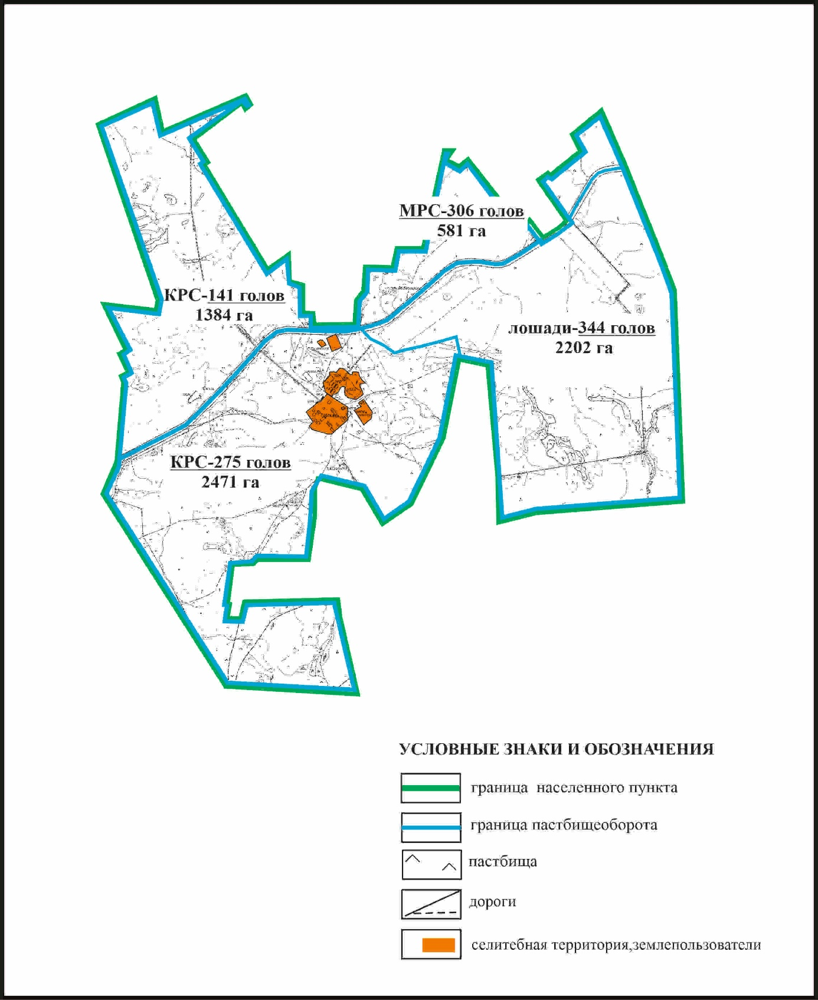 МРС-306 голов
581 га
КРС-141 голов
1384 га
лошади-344 голов
2202 га
КРС-275 голов
2471 га
УСЛОВНЫЕ ЗНАКИ И ОБОЗНАЧЕНИЯ
граница населенного пункта
граница пастбищеоборота
пастбища
дороги
селитебная территория,землепользователи